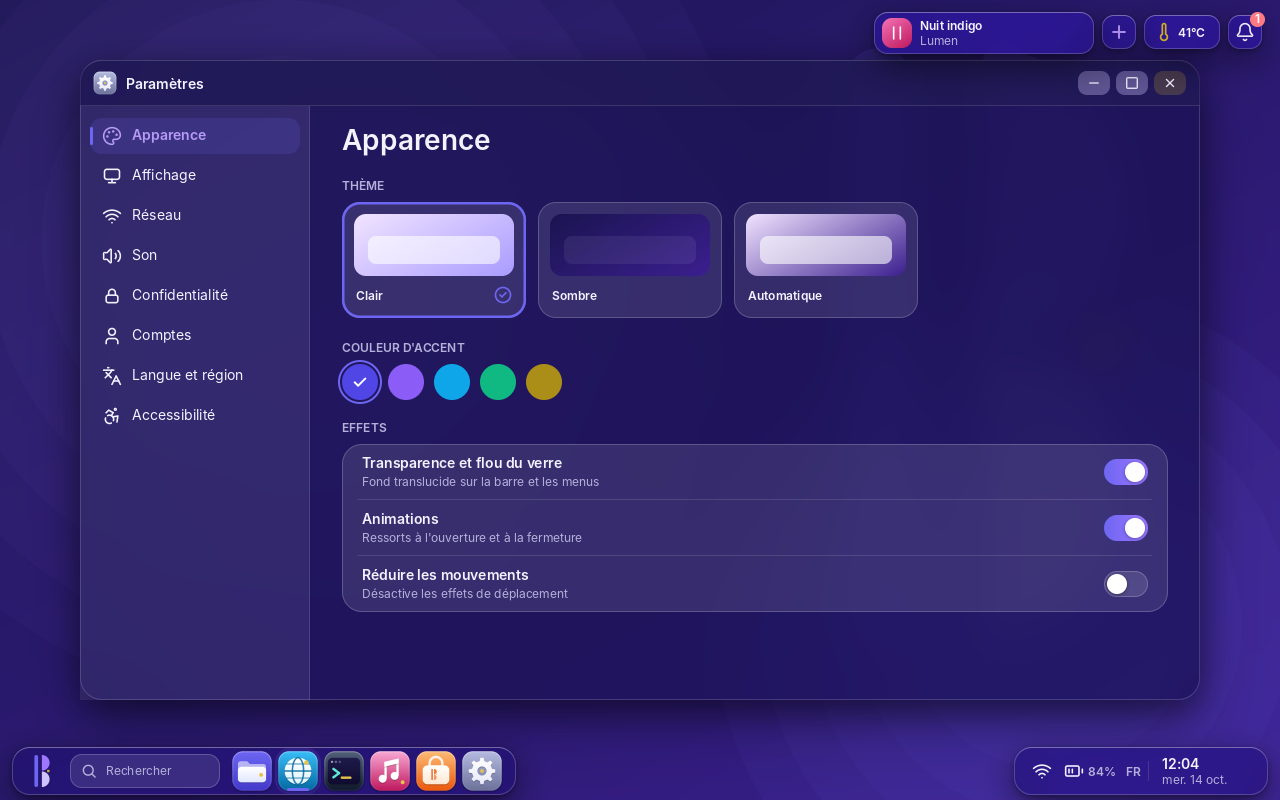 Nuit indigo
Lumen
41°C
1
Paramètres
Apparence
Affichage
Réseau
Son
Confidentialité
Comptes
Langue et région
Accessibilité
Apparence
THÈME
Clair
Sombre
Automatique
COULEUR D'ACCENT
EFFETS
Transparence et flou du verre
Fond translucide sur la barre et les menus
Animations
Ressorts à l'ouverture et à la fermeture
Réduire les mouvements
Désactive les effets de déplacement
Rechercher
84%
FR
12:04
mer. 14 oct.